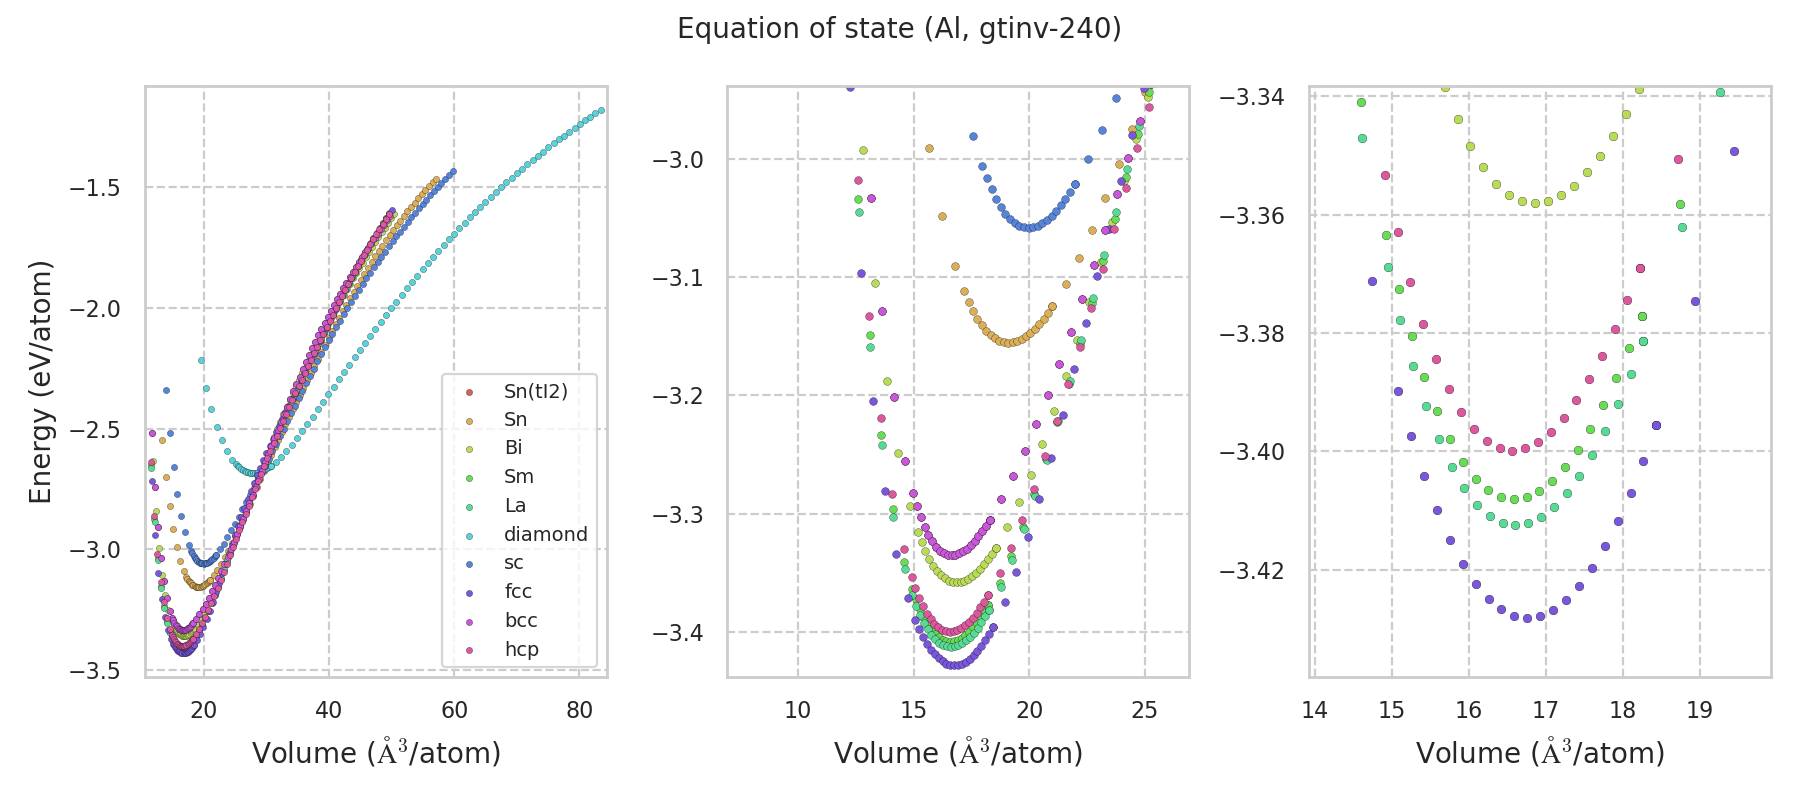 Equation of state (Al, gtinv-240)
Energy (eV/atom)
−1.5
−2.0
−2.5
−3.0
−3.5
20 40 60 80
Volume (Å³/atom)
Sn(tI2)
Sn
Bi
Sm
La
diamond
sc
fcc
bcc
hcp
−3.0
−3.1
−3.2
−3.3
−3.4
10 15 20 25
Volume (Å³/atom)
−3.34
−3.36
−3.38
−3.40
−3.42
14 15 16 17 18 19
Volume (Å³/atom)